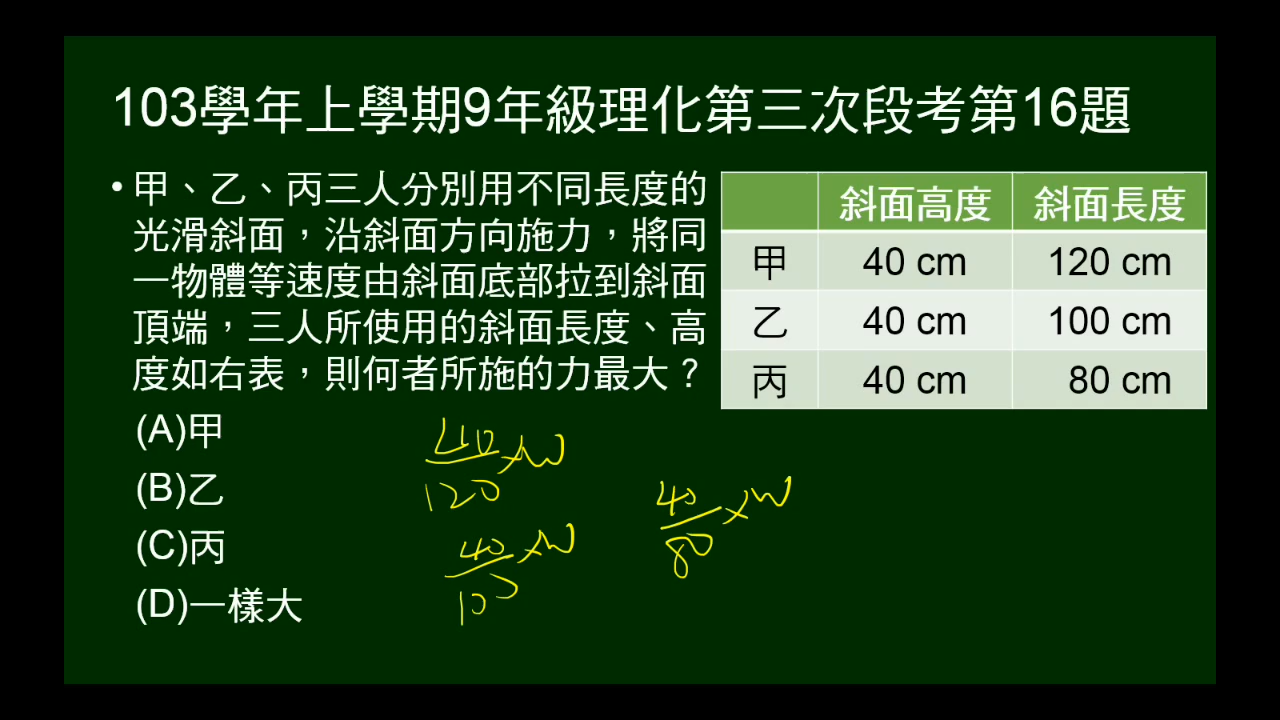 103學年上學期9年級理化第三次段考第16題
•甲、乙、丙三人分別用不同長度的
光滑斜面，沿斜面方向施力，將同
一物體等速度由斜面底部拉到斜面
頂端，三人所使用的斜面長度、高
度如右表，則何者所施的力最大？
(A)甲
(B)乙
(C)丙
(D)一樣大
斜面高度 斜面長度
甲 40 cm 120 cm
乙 40 cm 100 cm
丙 40 cm 80 cm
40
×W
120
40
×W
100
40
×W
80